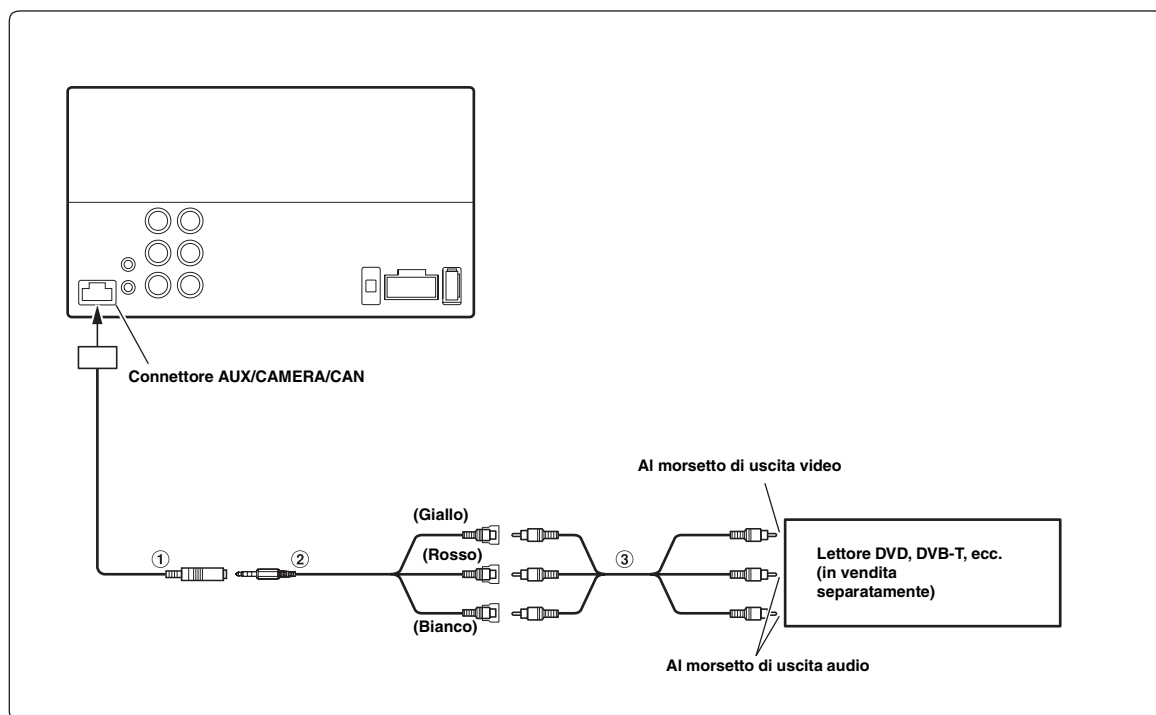 Connettore AUX/CAMERA/CAN
Al morsetto di uscita video
(Giallo)
(Rosso)
(Bianco)
①
②
③
Lettore DVD, DVB-T, ecc.
(in vendita
separatamente)
Al morsetto di uscita audio